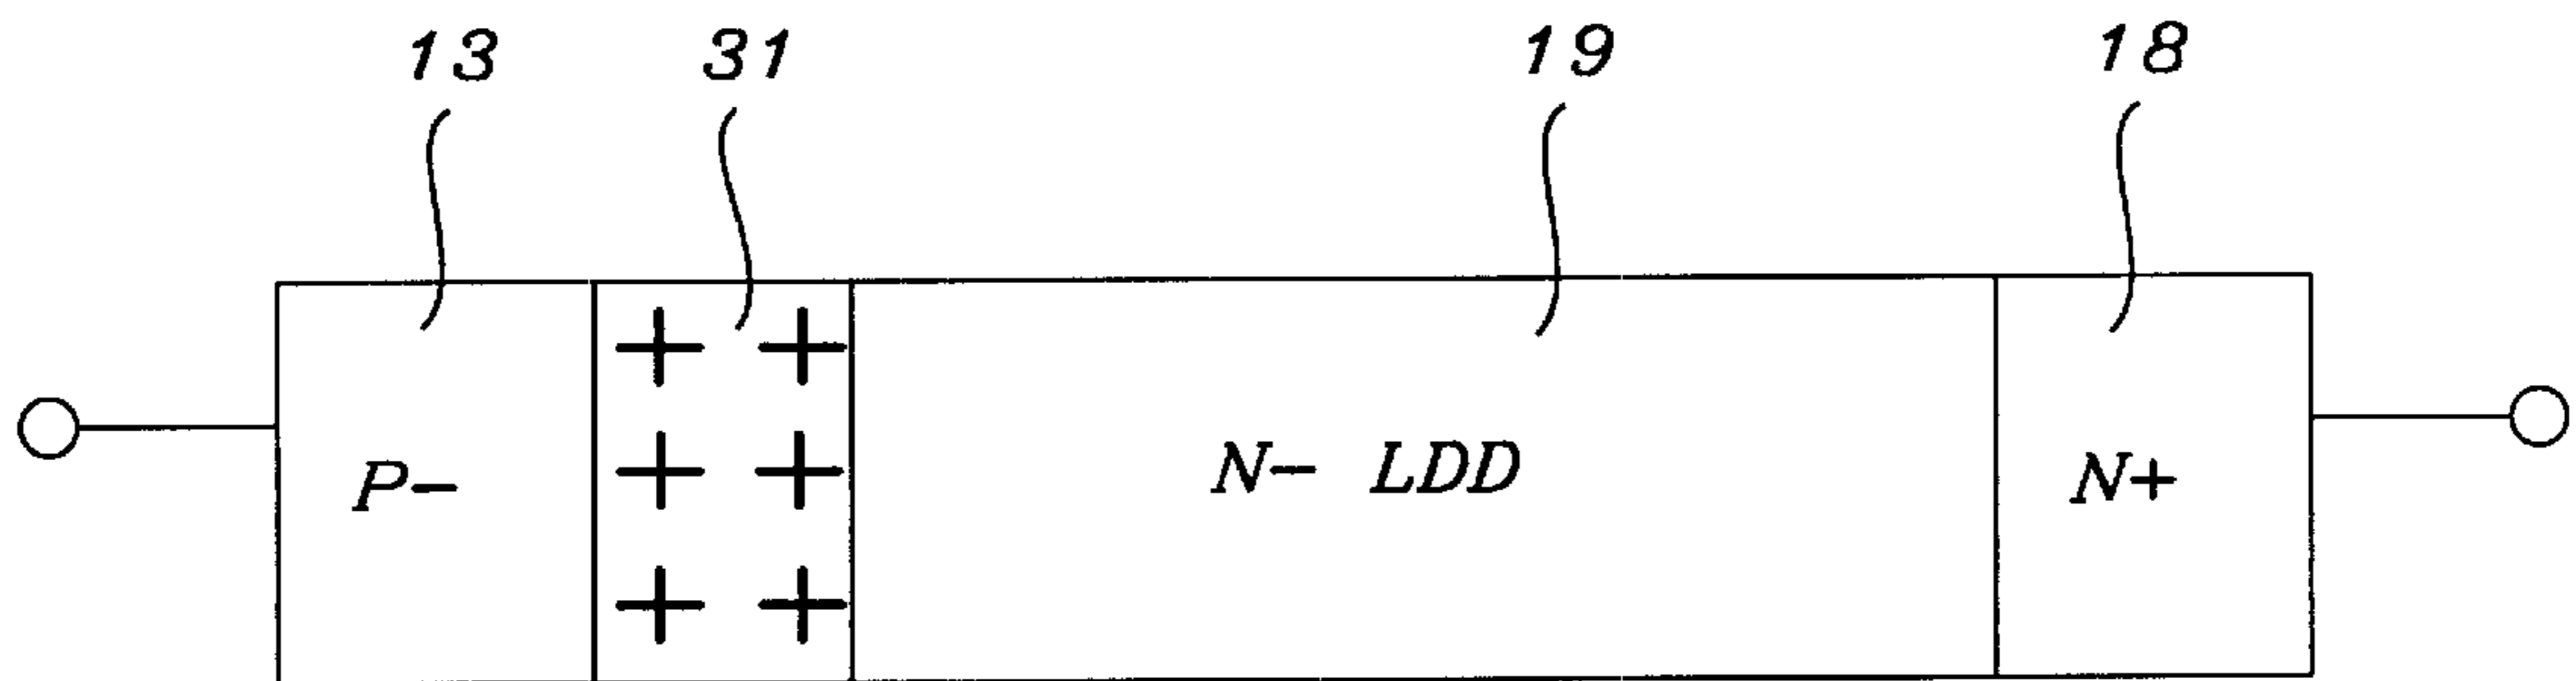 13 31 19 18
+ +
P- + + N- LDD N+
+ +